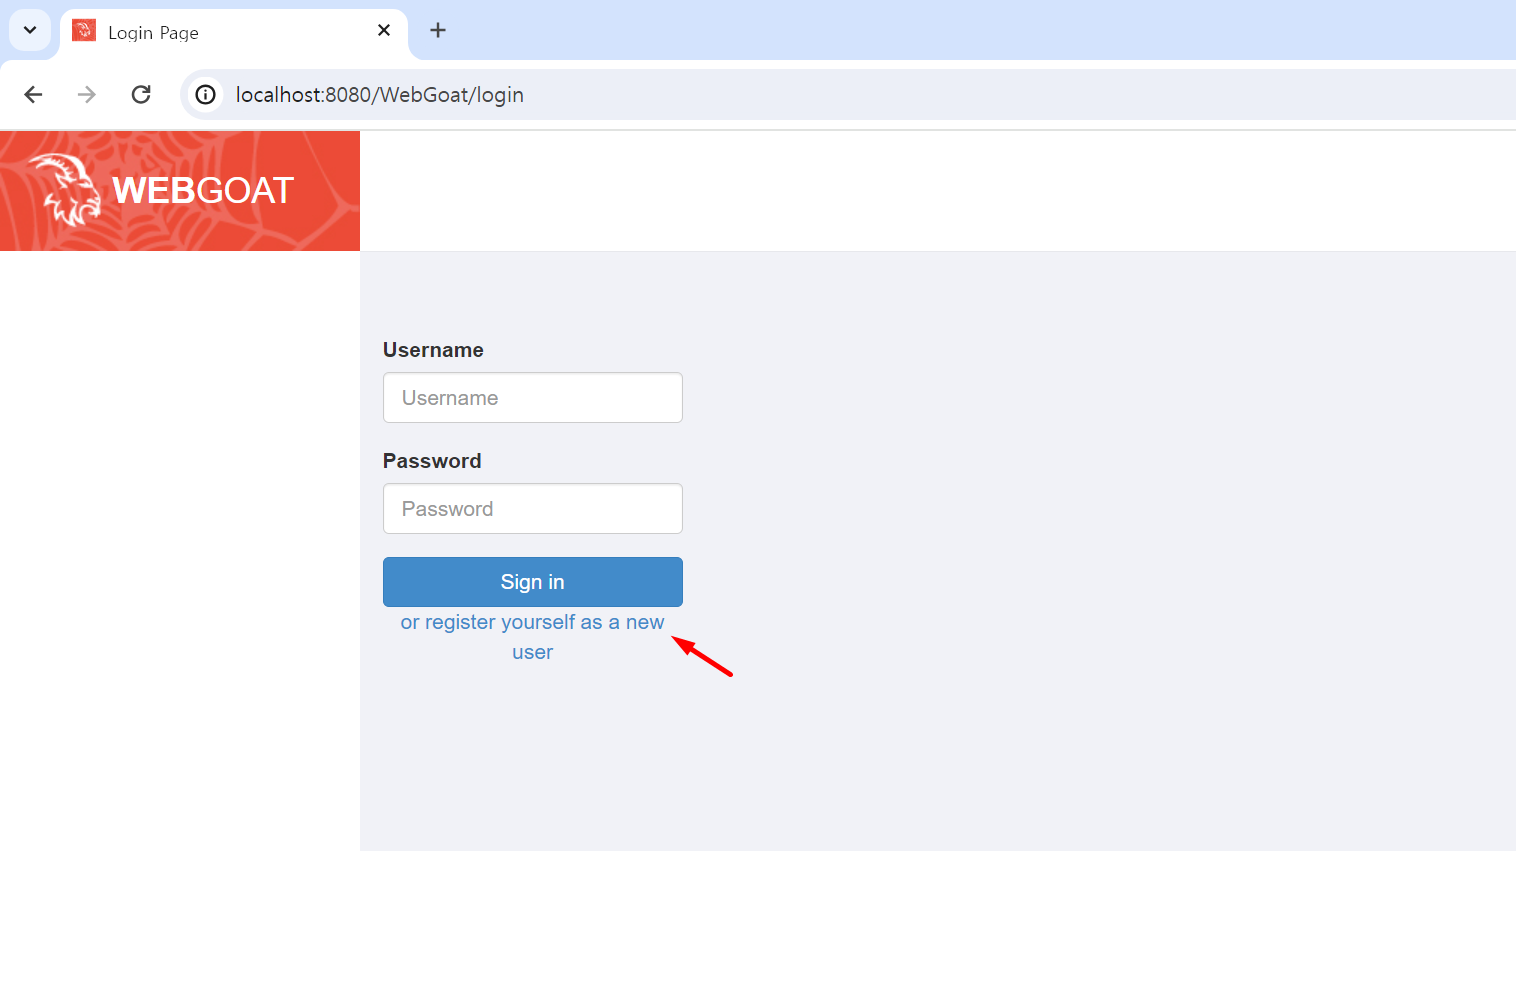 Login Page
localhost:8080/WebGoat/login
WEBGOAT
Username
Username
Password
Password
Sign in
or register yourself as a new
user